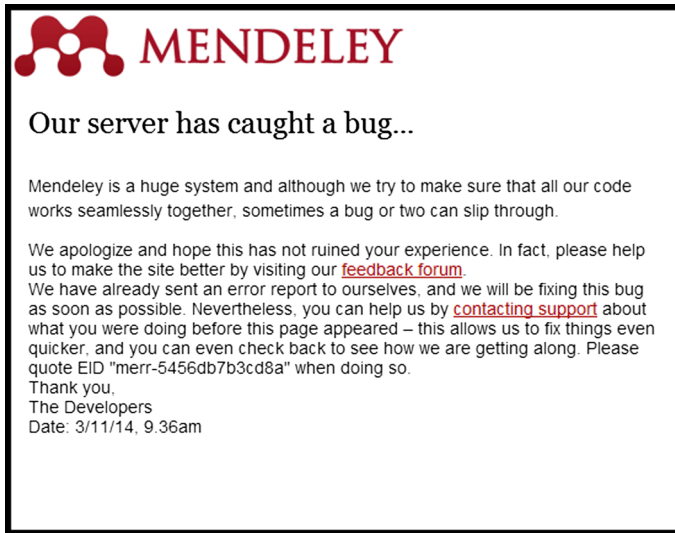 MENDELEY
Our server has caught a bug...
Mendeley is a huge system and although we try to make sure that all our code
works seamlessly together, sometimes a bug or two can slip through.
We apologize and hope this has not ruined your experience. In fact, please help
us to make the site better by visiting our feedback forum.
We have already sent an error report to ourselves, and we will be fixing this bug
as soon as possible. Nevertheless, you can help us by contacting support about
what you were doing before this page appeared – this allows us to fix things even
quicker, and you can even check back to see how we are getting along. Please
quote EID "merr-5456db7b3cd8a" when doing so.
Thank you,
The Developers
Date: 3/11/14, 9.36am